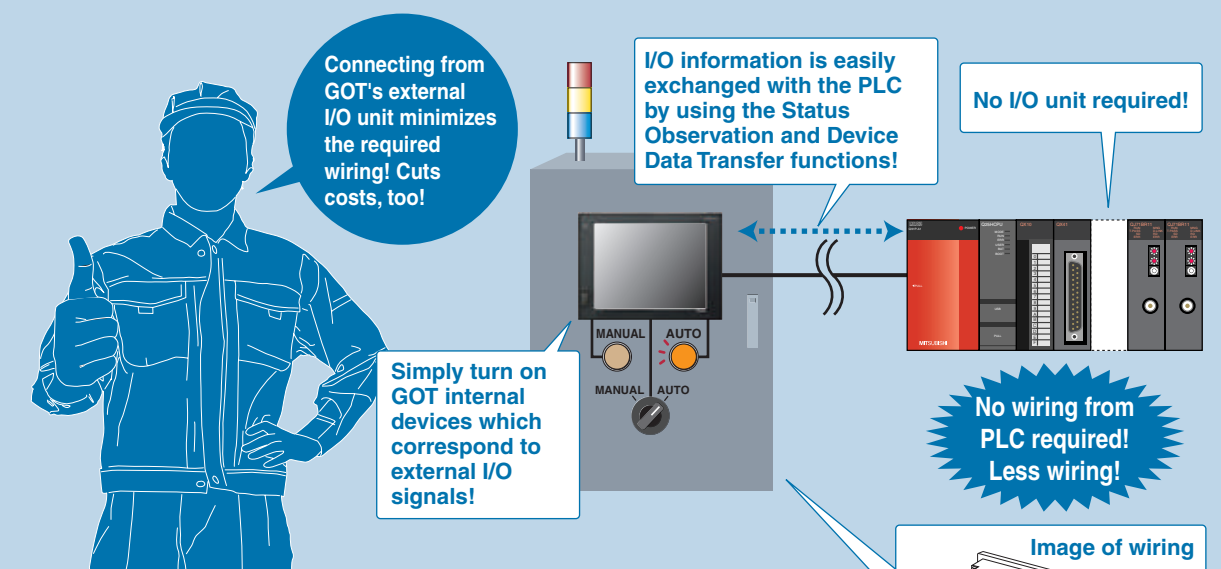 Connecting from
GOT's external
I/O unit minimizes
the required
wiring! Cuts
costs, too!
I/O information is easily
exchanged with the PLC
by using the Status
Observation and Device
Data Transfer functions!
No I/O unit required!
MANUAL
AUTO
MANUAL
AUTO
Simply turn on
GOT internal
devices which
correspond to
external I/O
signals!
MITSUBISHI
No wiring from
PLC required!
Less wiring!
Image of wiring